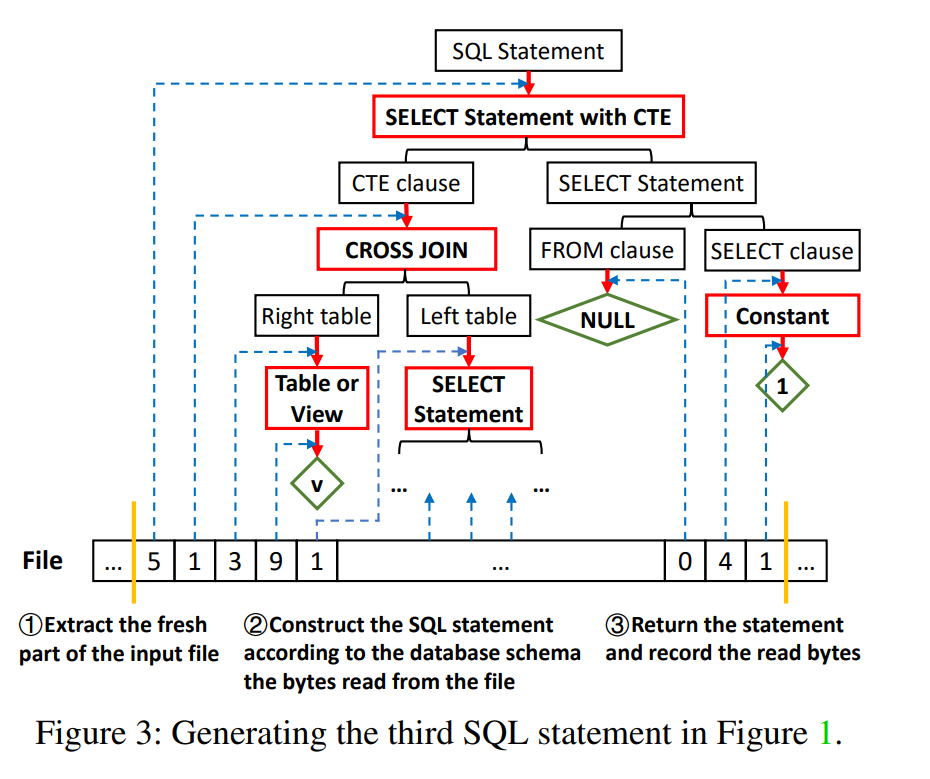 SQL Statement
SELECT Statement with CTE
CTE clause
SELECT Statement
CROSS JOIN
FROM clause
SELECT clause
Right table
Left table
NULL
Constant
Table or
View
SELECT
Statement
1
v
...
...
File
... 5 1 3 9 1 ... 0 4 1 ...
①Extract the fresh
part of the input file
②Construct the SQL statement
according to the database schema
the bytes read from the file
③Return the statement
and record the read bytes
Figure 3: Generating the third SQL statement in Figure 1.